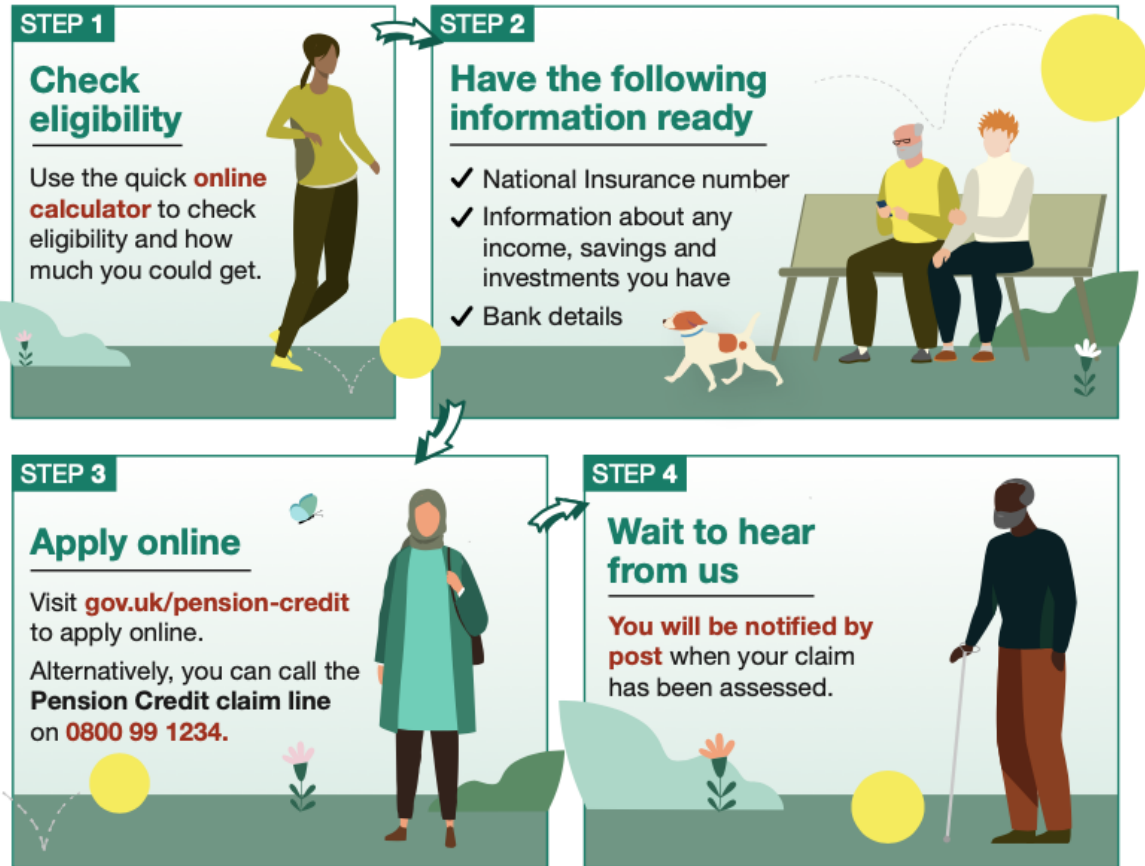 STEP 1
Check
eligibility
Use the quick online
calculator to check
eligibility and how
much you could get.
STEP 2
Have the following
information ready
✓ National Insurance number
✓ Information about any
income, savings and
investments you have
✓ Bank details
STEP 3
Apply online
Visit gov.uk/pension-credit
to apply online.
Alternatively, you can call the
Pension Credit claim line
on 0800 99 1234.
STEP 4
Wait to hear
from us
You will be notified by
post when your claim
has been assessed.